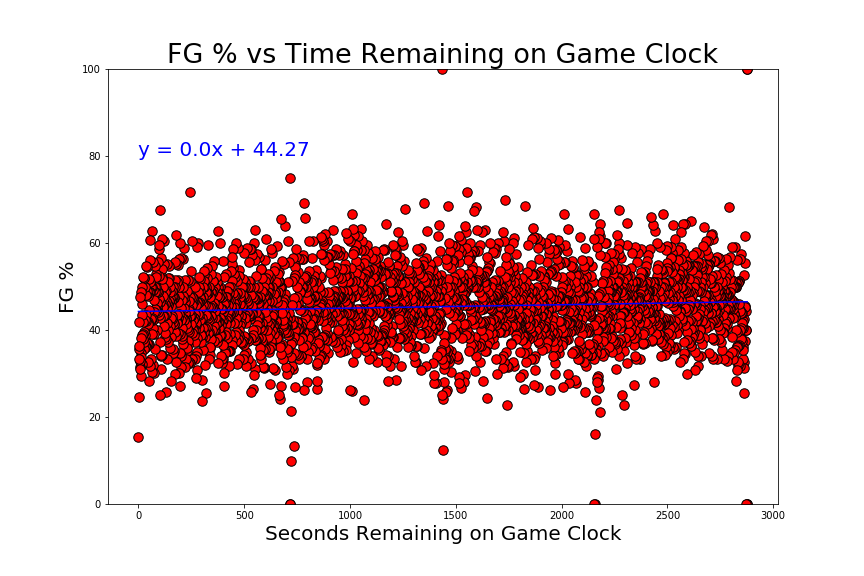 FG % vs Time Remaining on Game Clock
100
80
60
40
20
0
FG %
y = 0.0x + 44.27
0 500 1000 1500 2000 2500 3000
Seconds Remaining on Game Clock